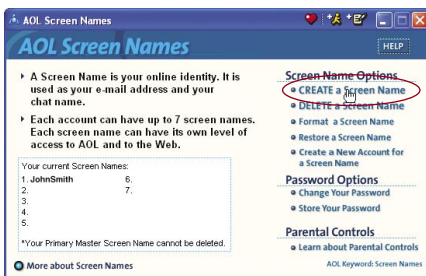 AOL Screen Names
AOL Screen Names
HELP
A Screen Name is your online identity. It is
used as your e-mail address and your
chat name.
Each account can have up to 7 screen names.
Each screen name can have its own level of
access to AOL and to the Web.
Your current Screen Names:
1. JohnSmith 6.
2. 7.
3.
4.
5.
*Your Primary Master Screen Name cannot be deleted.
More about Screen Names
Screen Name Options
CREATE a Screen Name
DELETE a Screen Name
Format a Screen Name
Restore a Screen Name
Create a New Account for
a Screen Name
Password Options
Change Your Password
Store Your Password
Parental Controls
Learn about Parental Controls
AOL Keyword: Screen Names